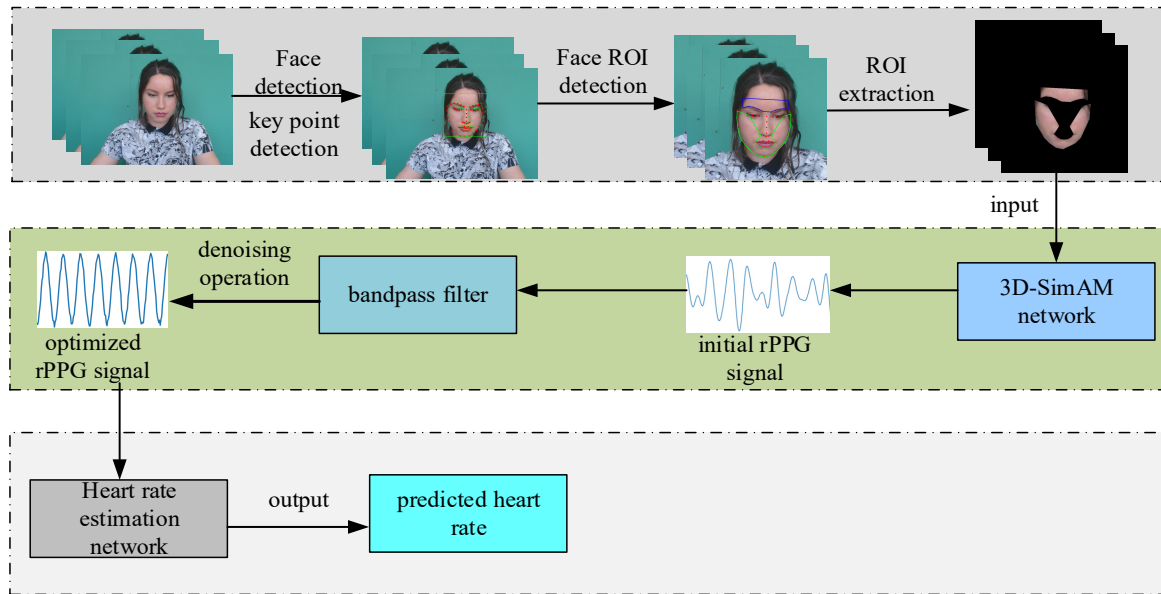 Face
detection
key point
detection
Face ROI
detection
ROI
extraction
input
3D-SimAM
network
initial rPPG
signal
bandpass filter
denoising
operation
optimized
rPPG signal
Heart rate
estimation
network
output
predicted heart
rate